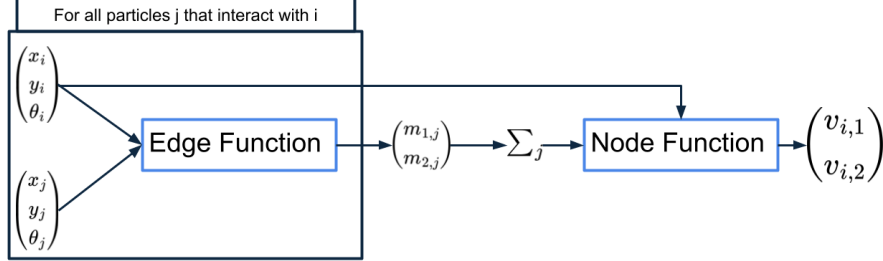 For all particles j that interact with i
x_i
y_i
θ_i
Edge Function
x_j
y_j
θ_j
m_{1,j}
m_{2,j}
∑_j
Node Function
v_{i,1}
v_{i,2}